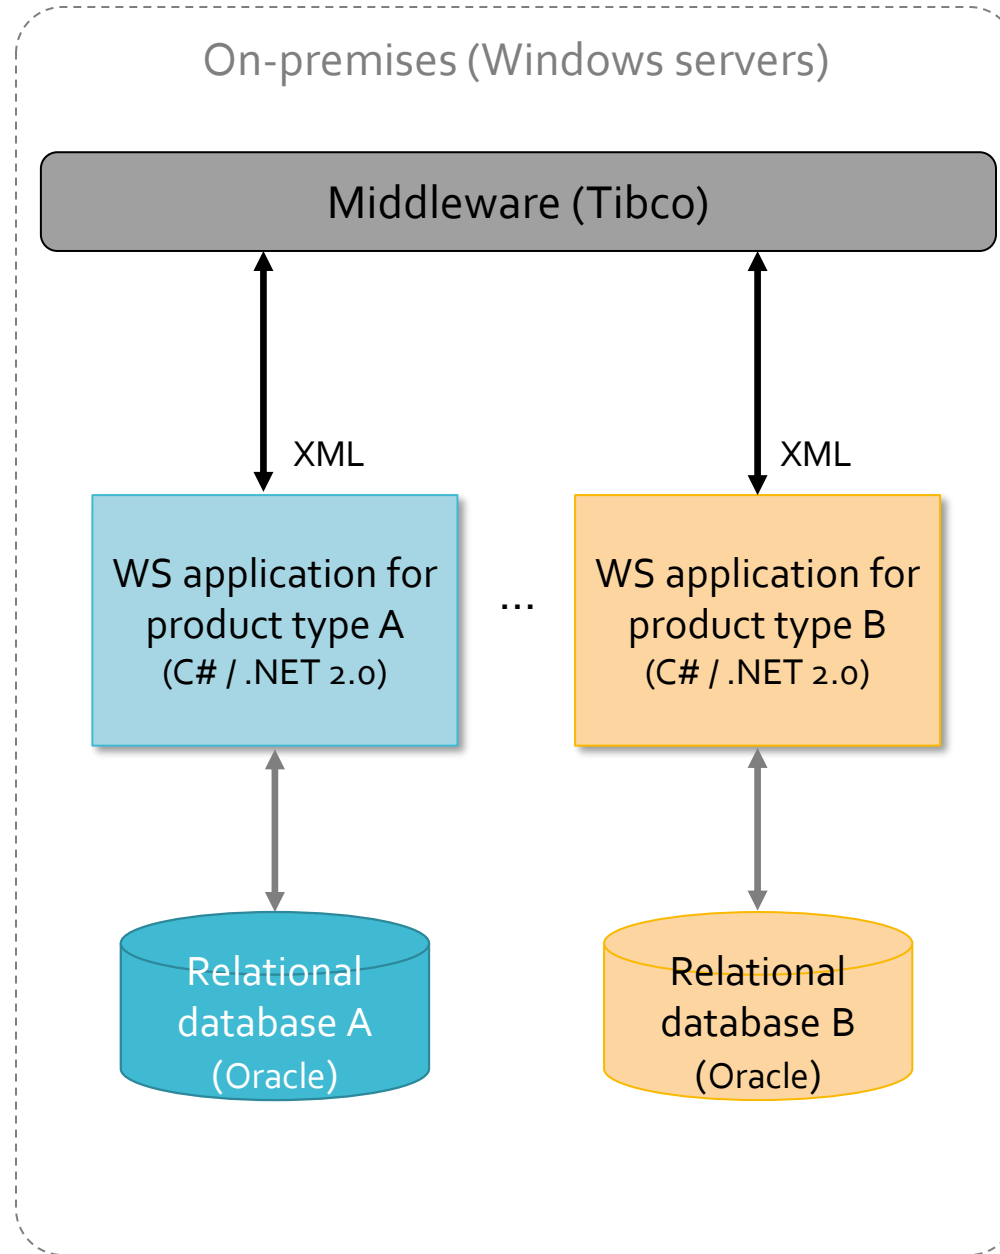 On-premises (Windows servers)
Middleware (Tibco)
XML
XML
WS application for
product type A
(C# / .NET 2.0)
...
WS application for
product type B
(C# / .NET 2.0)
Relational
database A
(Oracle)
Relational
database B
(Oracle)